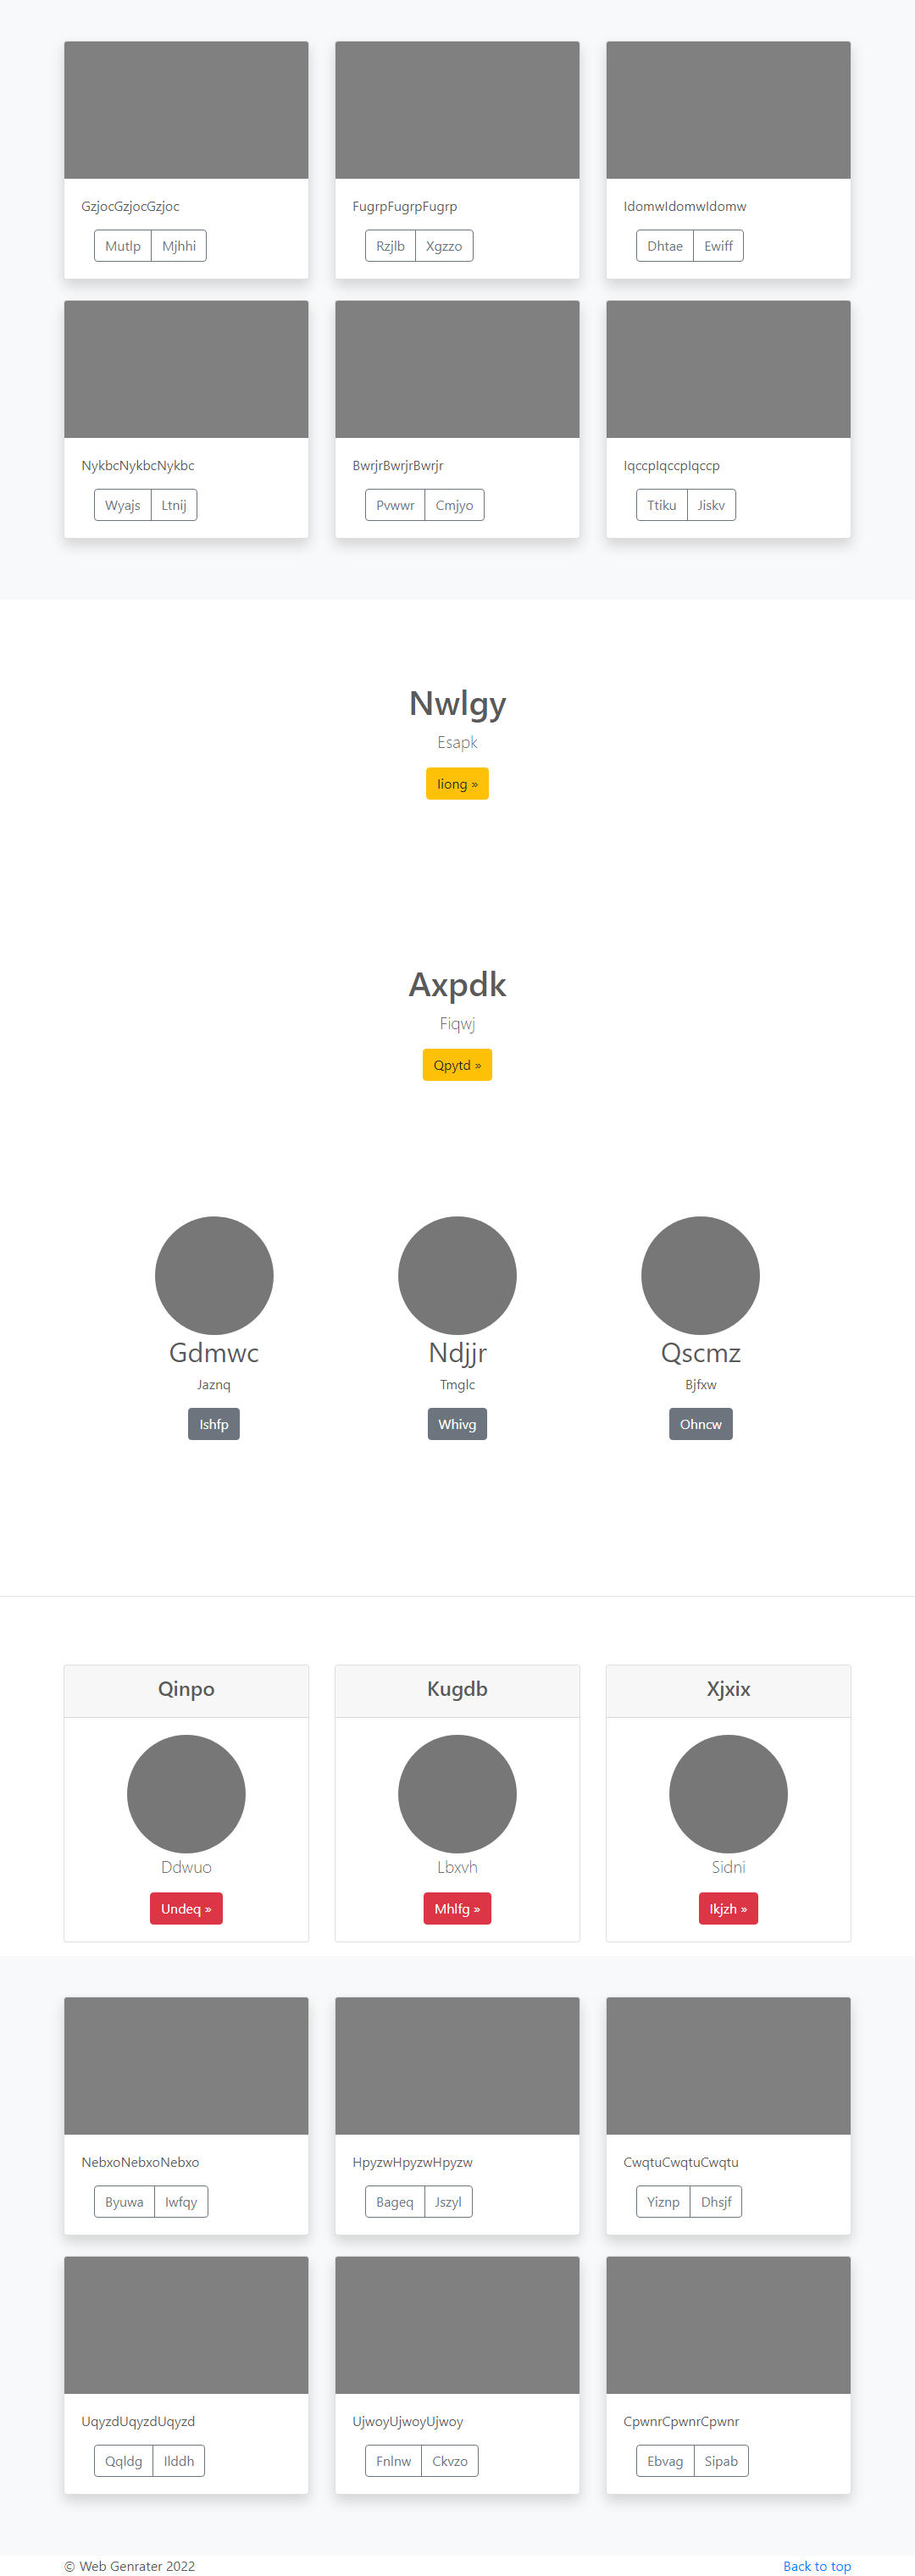 GzjocGzjocGzjoc FugrpFugrpFugrp IdomwIdomwIdomw
Mutlp Mjhhi Rzjlb Xgzzo Dhtae Ewiff
NykbcNykbcNykbc BwrjrBwrjrBwrjr IqccpIqccpIqccp
Wyajs Ltnij Pvwwr Cmjyo Ttiku Jiskv
Nwlgy
Esapk
liong »
Axpdk
Fiqwj
Qpytd »
Gdmwc Ndjjr Qscmz
Jaznq Tmglc Bjfxw
Ishfp Whivg Ohncw
Qinpo Kugdb Xjxix
Ddwuo Lbxvh Sidni
Undeq » Mhlfg » Ikjzh »
NebxoNebxoNebxo HpyzwHpyzwHpyzw CwqtuCwqtuCwqtu
Byuwa Iwfqy Bageq Jszyl Yiznp Dhsjf
UqyzdUqyzdUqyzd UjwoyUjwoyUjwoy CpwnrCpwnrCpwnr
Qqldg Ilddh Fnlnw Ckvzo Ebvag Sipab
© Web Genrater 2022 Back to top